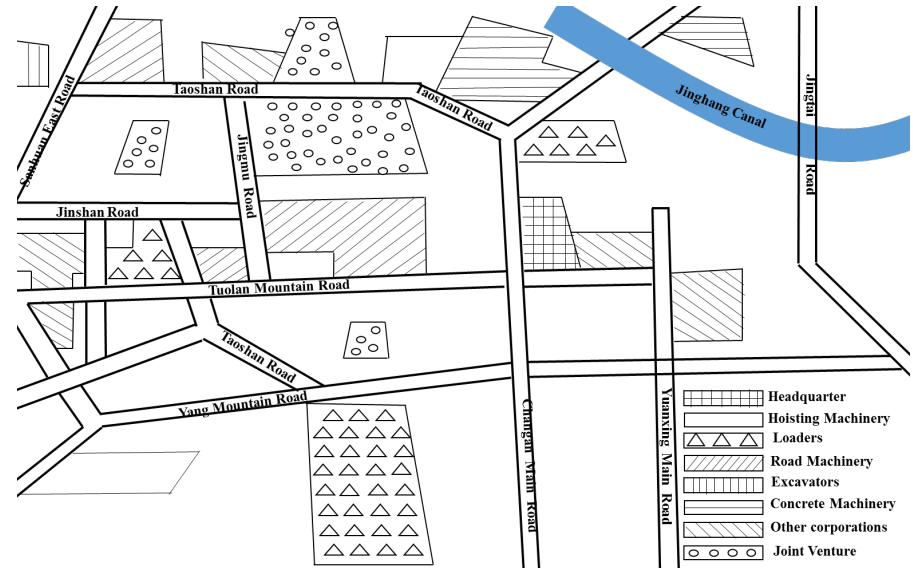 Sanhuan East Road
Taoshan Road
Taoshan Road
Jinghang Canal
Jingtai Road
Jingmu Road
Jinshan Road
Tuolan Mountain Road
Taoshan Road
Yang Mountain Road
Changan Main Road
Yuanxing Main Road
Headquarter
Hoisting Machinery
Loaders
Road Machinery
Excavators
Concrete Machinery
Other corporations
Joint Venture